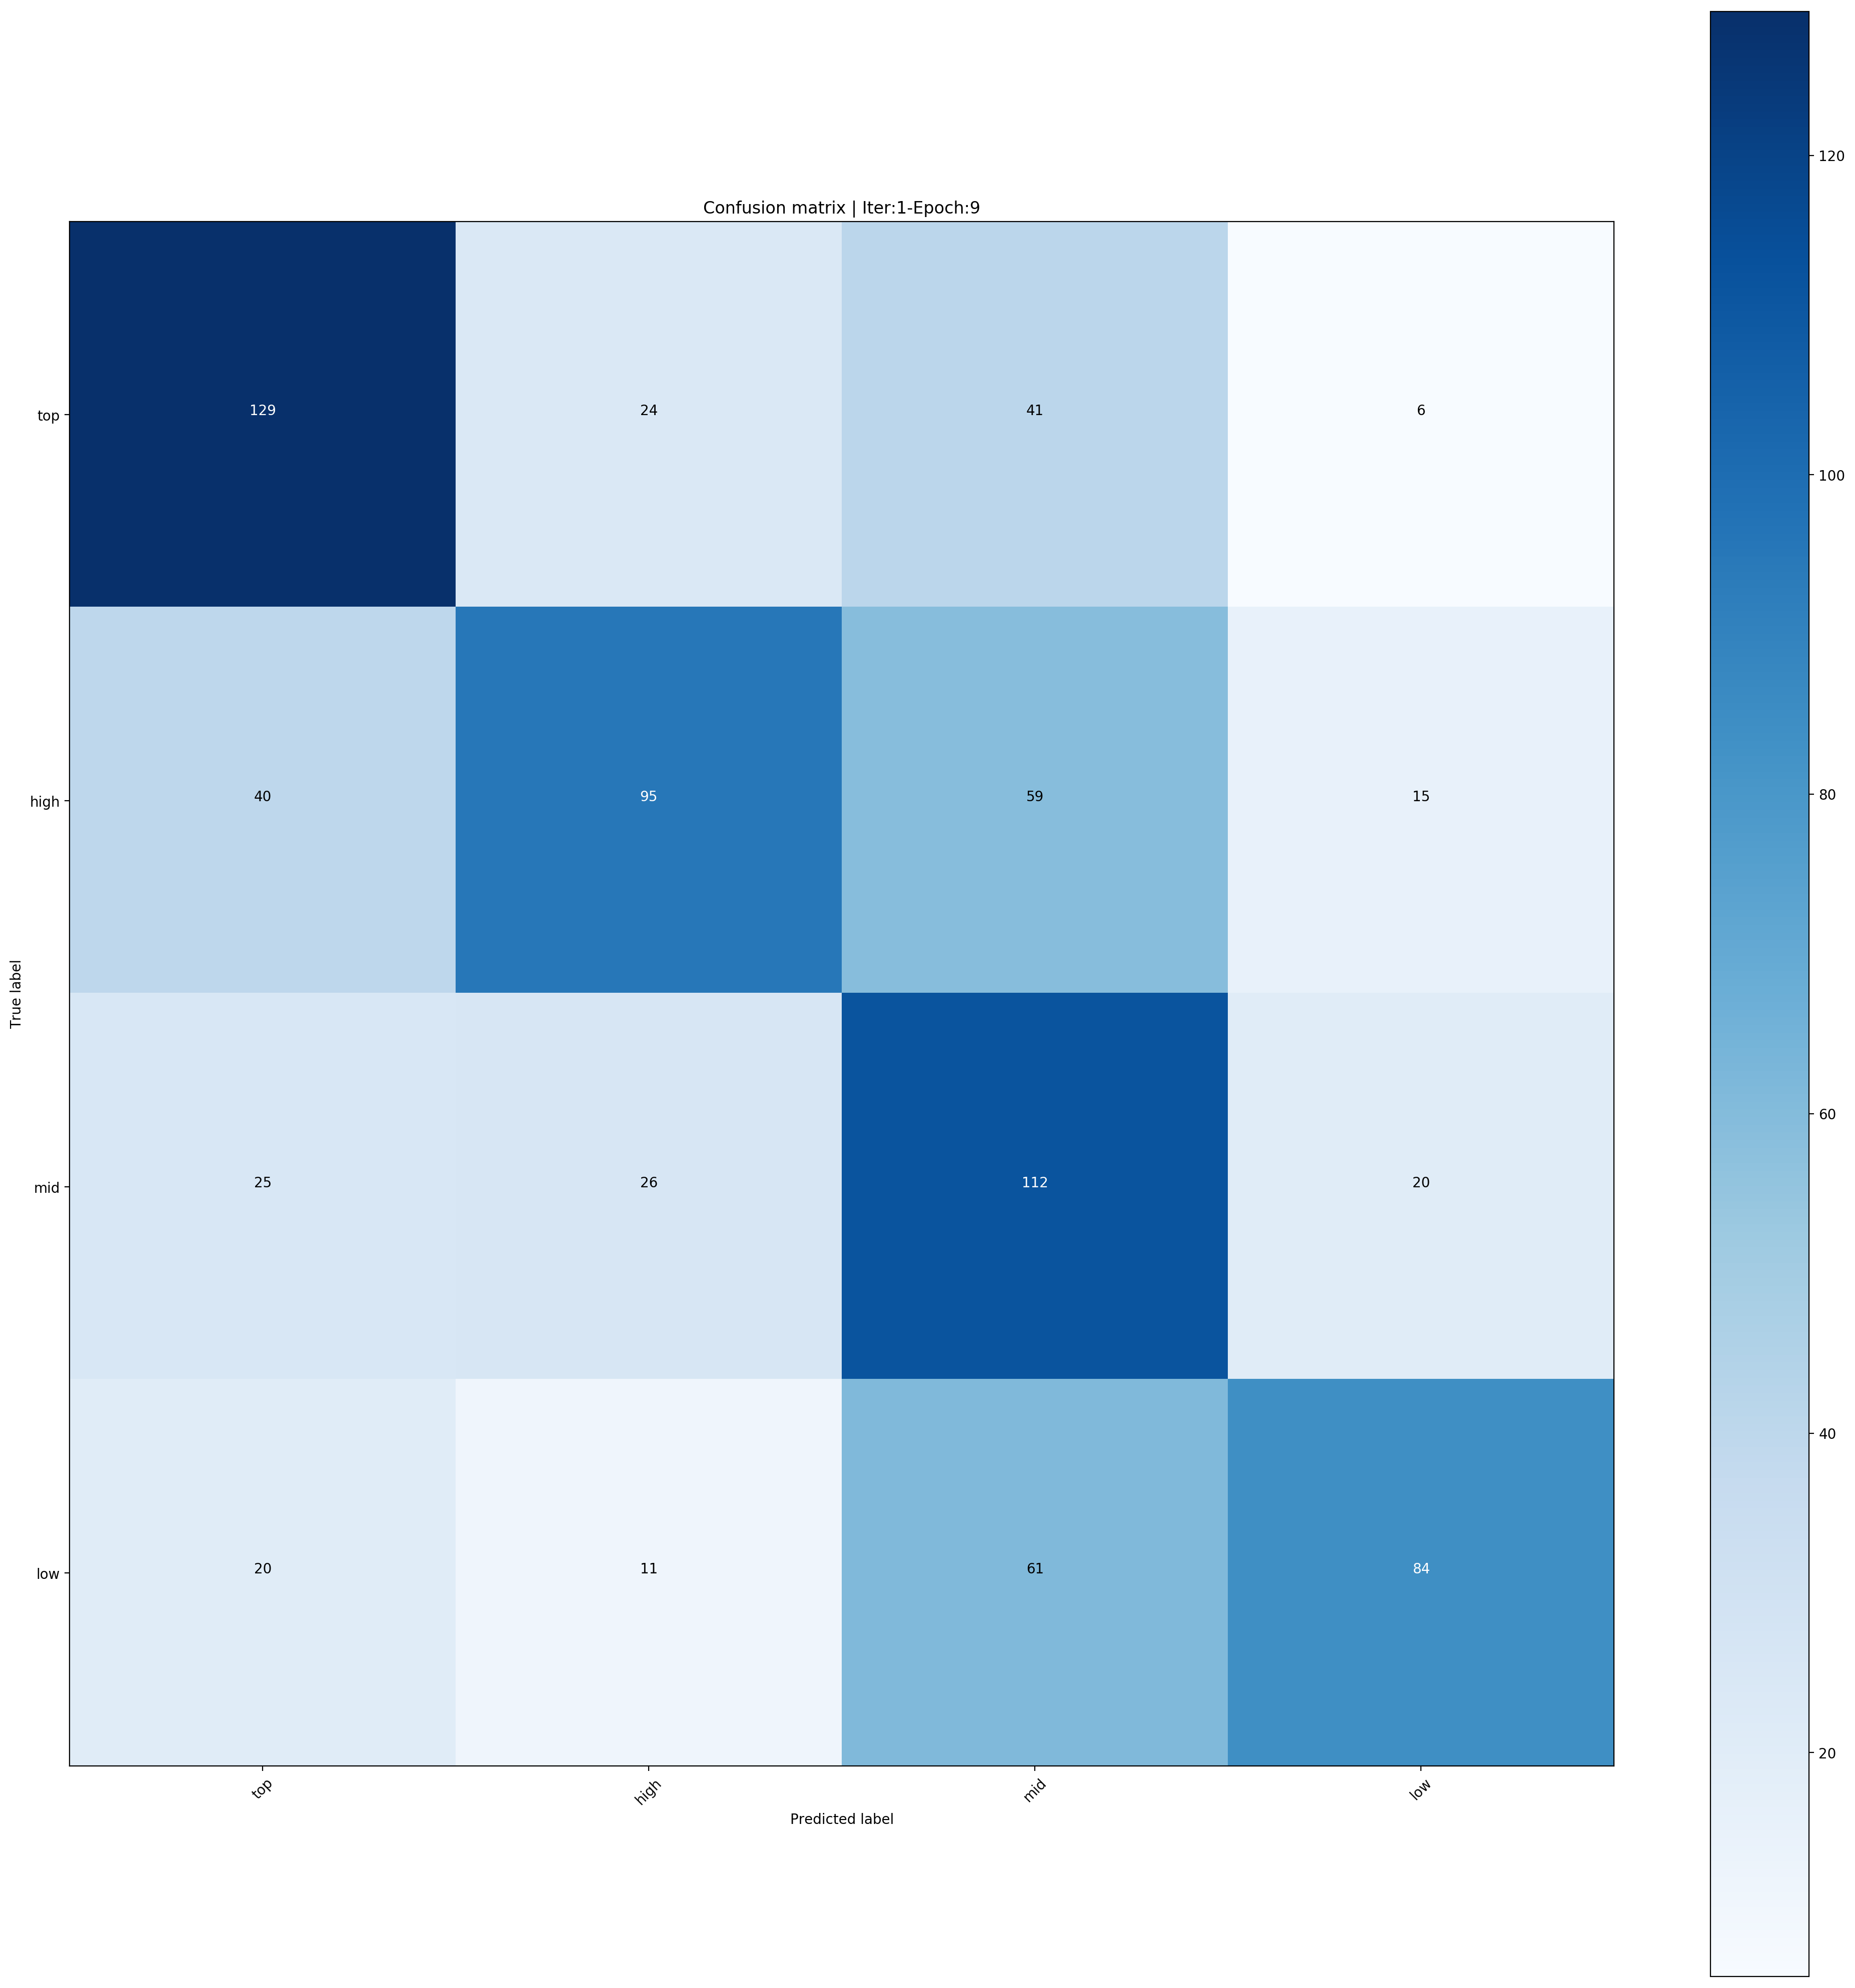 Confusion matrix | Iter:1-Epoch:9
True label
top
129 24 41 6
high
40 95 59 15
mid
25 26 112 20
low
20 11 61 84
top high mid low
Predicted label
120
100
80
60
40
20